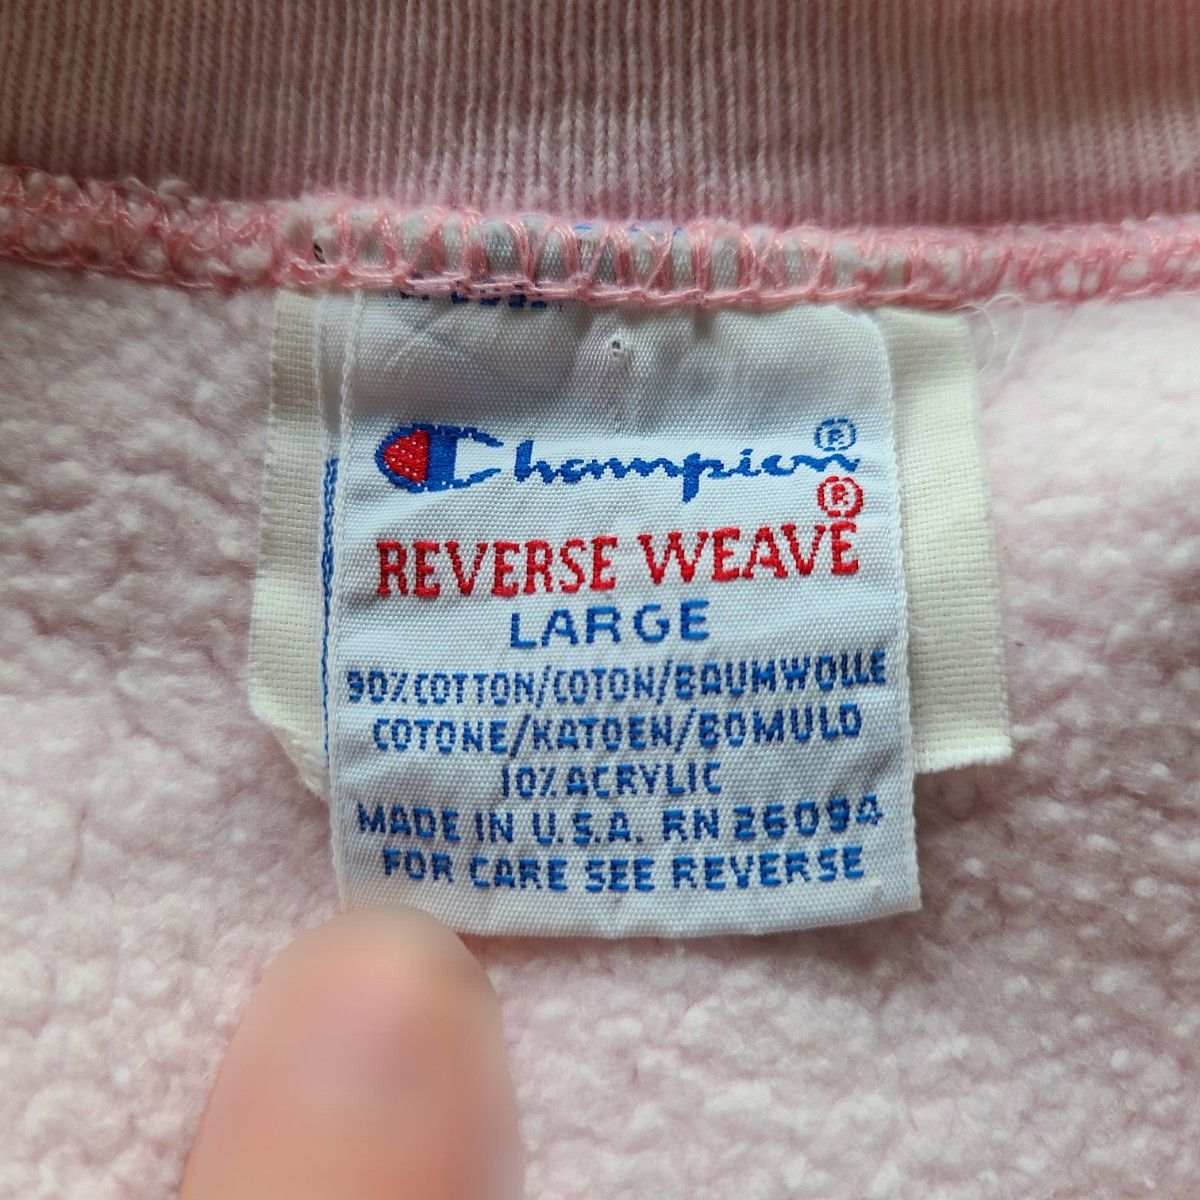 Champion®
REVERSE WEAVE®
LARGE
90% COTTON/COTON/BAUMWOLLE
COTONE/KATOEN/BOMULD
10% ACRYLIC
MADE IN U.S.A. RN 26094
FOR CARE SEE REVERSE